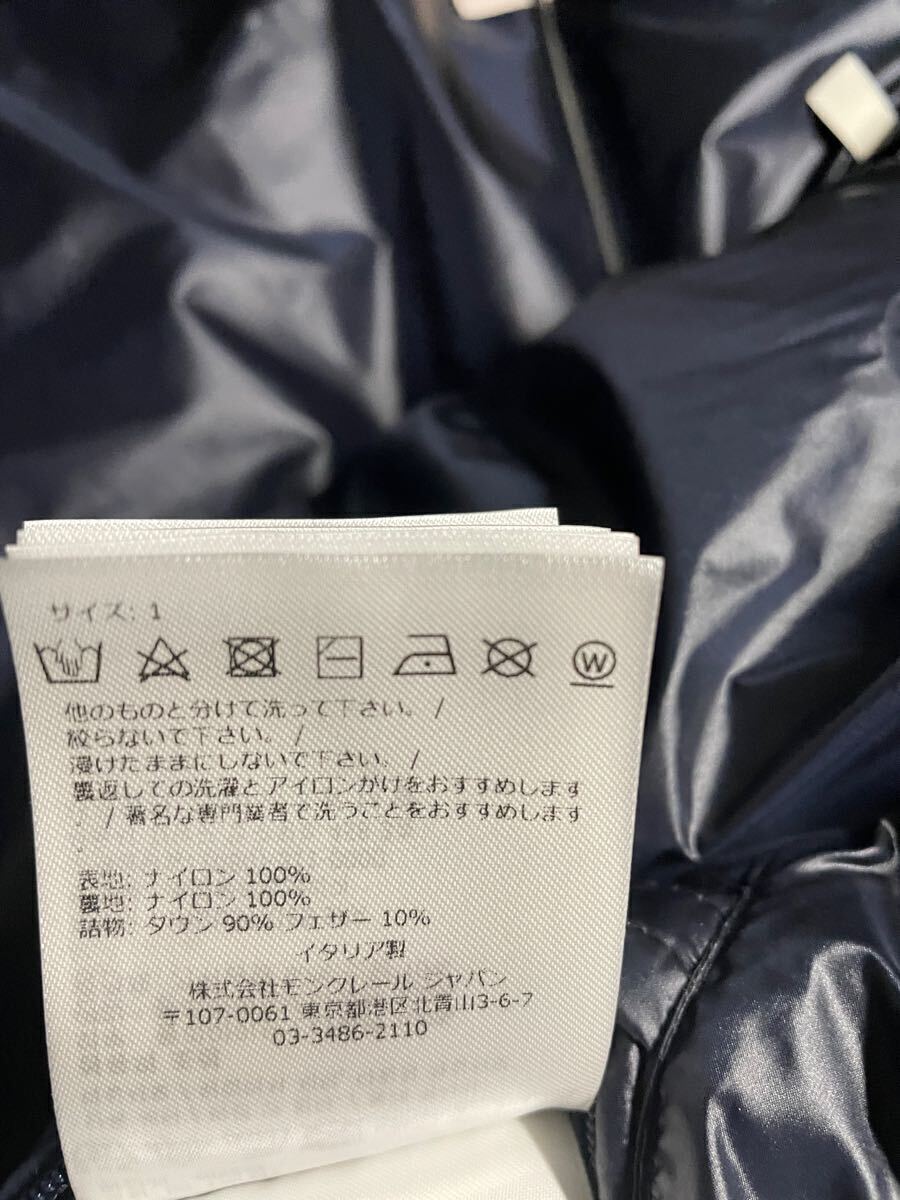 サイズ: 1
W
他のものと分けて洗って下さい。 /
絞らないで下さい。 /
浸けたままにしないで下さい。 /
裏返しての洗濯とアイロンかけをおすすめします
. / 著名な専門業者で洗うことをおすすめします
.
表地: ナイロン 100%
裏地: ナイロン 100%
詰物: ダウン 90% フェザー 10%
イタリア製
株式会社モンクレール ジャパン
〒107-0061 東京都港区北青山3-6-7
03-3486-2110